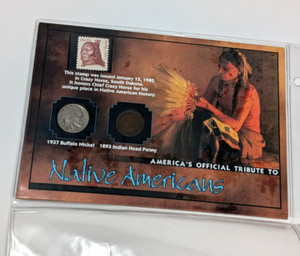 This stamp was issued January 15, 1982
in Crazy Horse, South Dakota.
It honors Chief Crazy Horse for his
unique place in Native American history.
1937 Buffalo Nickel
1893 Indian Head Penny
AMERICA'S OFFICIAL TRIBUTE TO
Native Americans